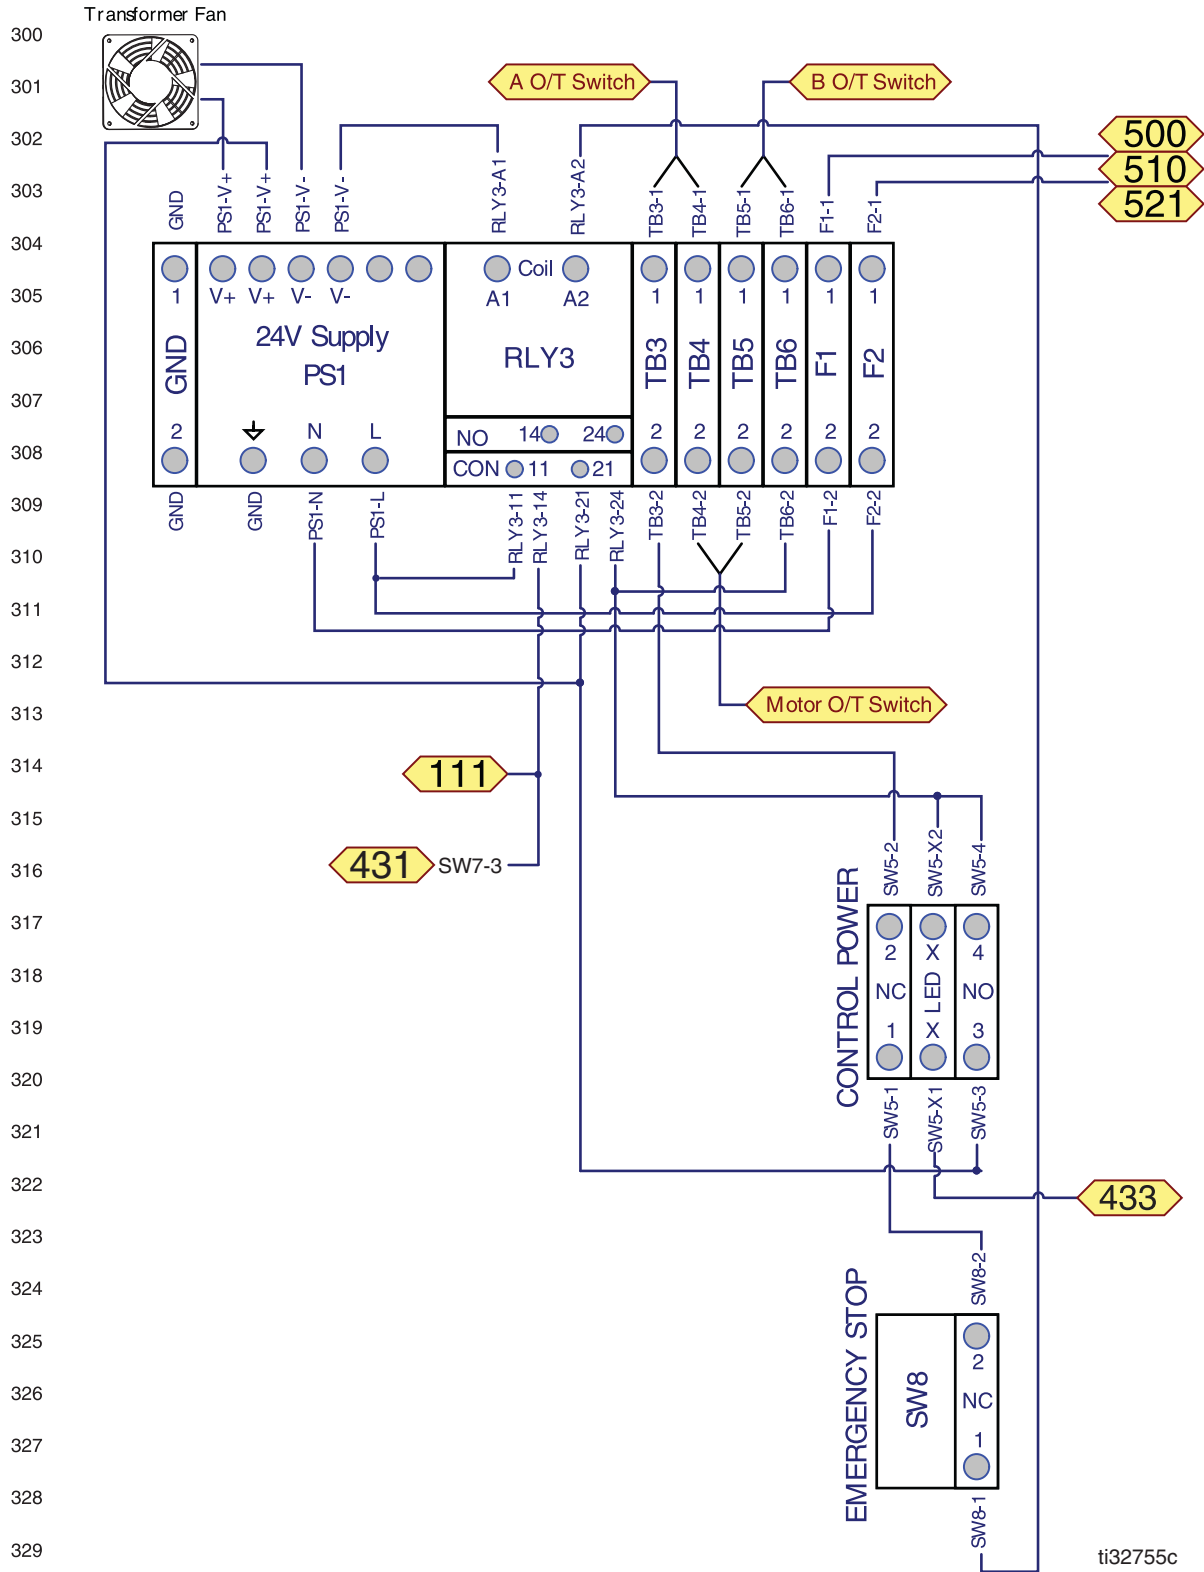 Transformer Fan
300
301
302
303
304
305
306
307
308
309
310
311
312
313
314
315
316
317
318
319
320
321
322
323
324
325
326
327
328
329
A O/T Switch
B O/T Switch
500
510
521
GND
PS1-V+
PS1-V+
PS1-V-
PS1-V-
RLY3-A1
RLY3-A2
TB3-1
TB4-1
TB5-1
TB6-1
F1-1
F2-1
1
GND
2
V+
V+
V-
V-
24V Supply
PS1
N
L
Coil
A1
A2
RLY3
NO
14
24
CON
11
21
1
TB3
2
1
TB4
2
1
TB5
2
1
TB6
2
1
F1
2
1
F2
2
GND
GND
PS1-N
PS1-L
RLY3-11
RLY3-14
RLY3-21
RLY3-24
TB3-2
TB4-2
TB5-2
TB6-2
F1-2
F2-2
Motor O/T Switch
111
431
SW7-3
SW5-2
SW5-X2
SW5-4
CONTROL POWER
2
NC
1
X
LED
X
4
NO
3
SW5-1
SW5-X1
SW5-3
433
SW8-2
EMERGENCY STOP
SW8
2
NC
1
SW8-1
ti32755c